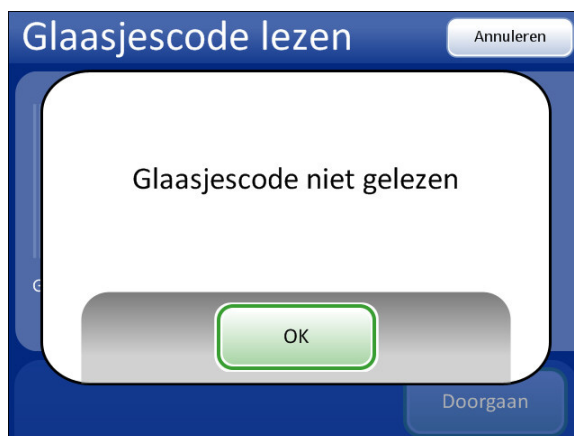 Glaasjescode lezen
Annuleren
Glaasjescode niet gelezen
G
OK
Doorgaan